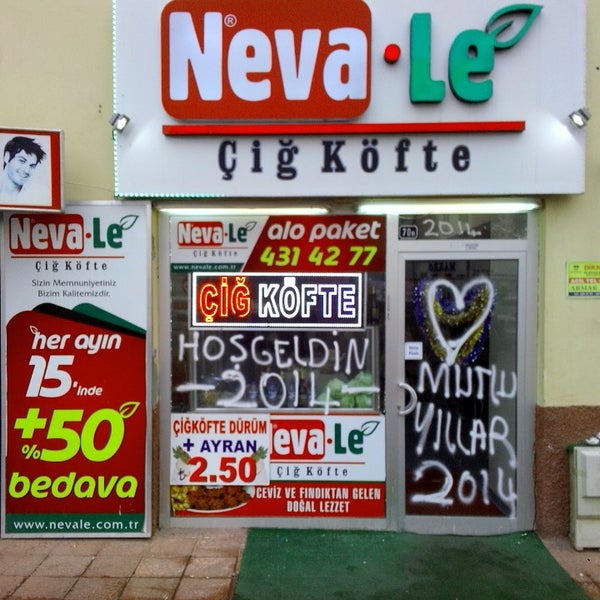 Neva·Le ®
Çiğ Köfte
Neva·Le
Çiğ Köfte
Sizin Memnuniyetiniz
Bizim Kalitemizdir.
her ayın
15.'inde
+%50
bedava
www.nevale.com.tr
Neva·Le
Çiğ Köfte
www.nevale.com.tr
alo paket
431 42 77
ÇİĞ KÖFTE
HOŞGELDİN
-2014-
ÇİĞKÖFTE DÜRÜM
+ AYRAN
2.50
eva·Le
Çiğ Köfte
CEVİZ VE FINDIKTAN GELEN
DOĞAL LEZZET
70B
2014
MUTLU
YILLAR
2014